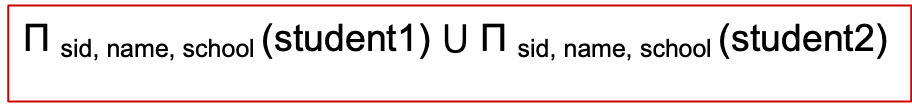 Π sid, name, school (student1) ∪ Π sid, name, school (student2)